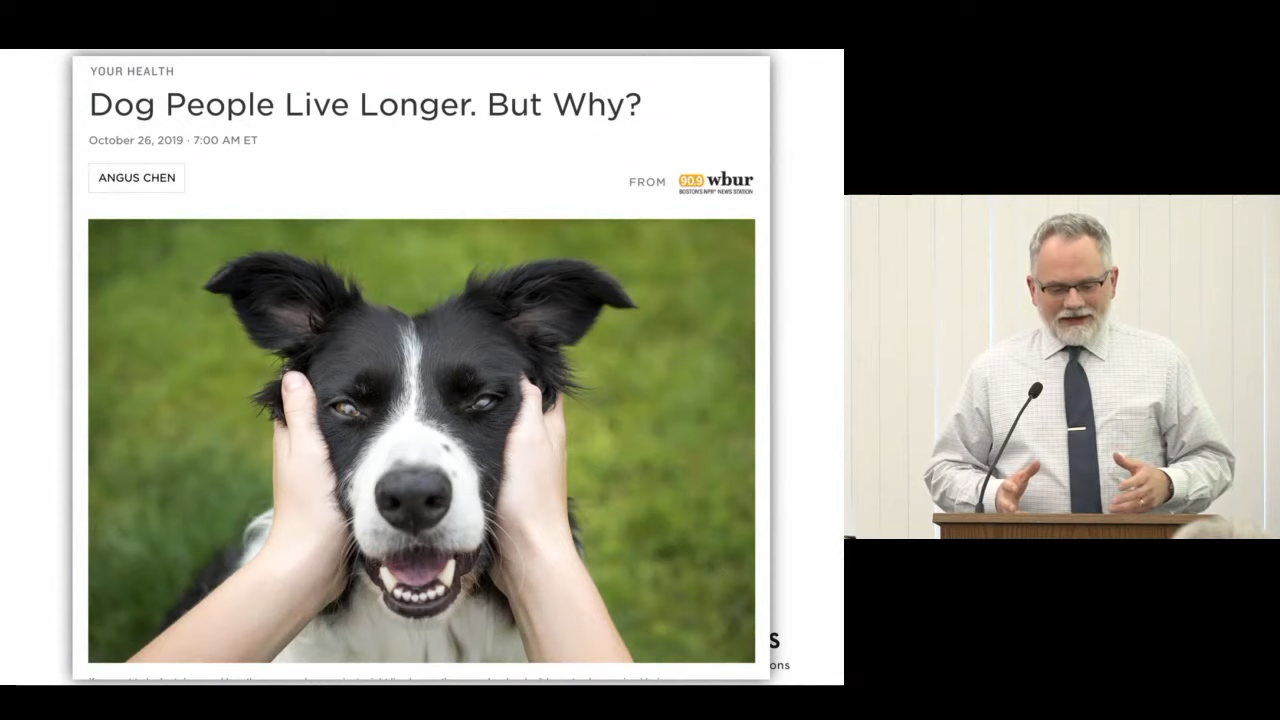 YOUR HEALTH
Dog People Live Longer. But Why?
October 26, 2019 · 7:00 AM ET
ANGUS CHEN
FROM 90.9 wbur
BOSTON'S NPR® NEWS STATION
S
ons